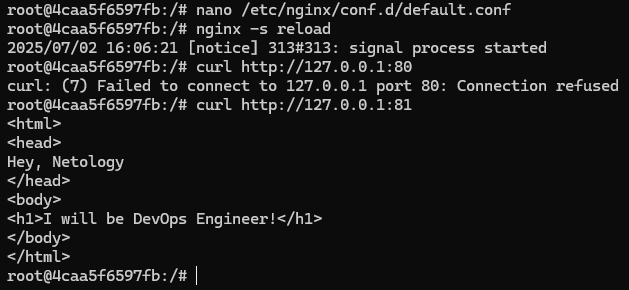 root@4caa5f6597fb:/# nano /etc/nginx/conf.d/default.conf
root@4caa5f6597fb:/# nginx -s reload
2025/07/02 16:06:21 [notice] 313#313: signal process started
root@4caa5f6597fb:/# curl http://127.0.0.1:80
curl: (7) Failed to connect to 127.0.0.1 port 80: Connection refused
root@4caa5f6597fb:/# curl http://127.0.0.1:81
<html>
<head>
Hey, Netology
</head>
<body>
<h1>I will be DevOps Engineer!</h1>
</body>
</html>
root@4caa5f6597fb:/#